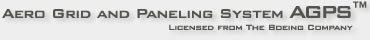 Aero Grid and Paneling System AGPS™
Licensed from The Boeing Company